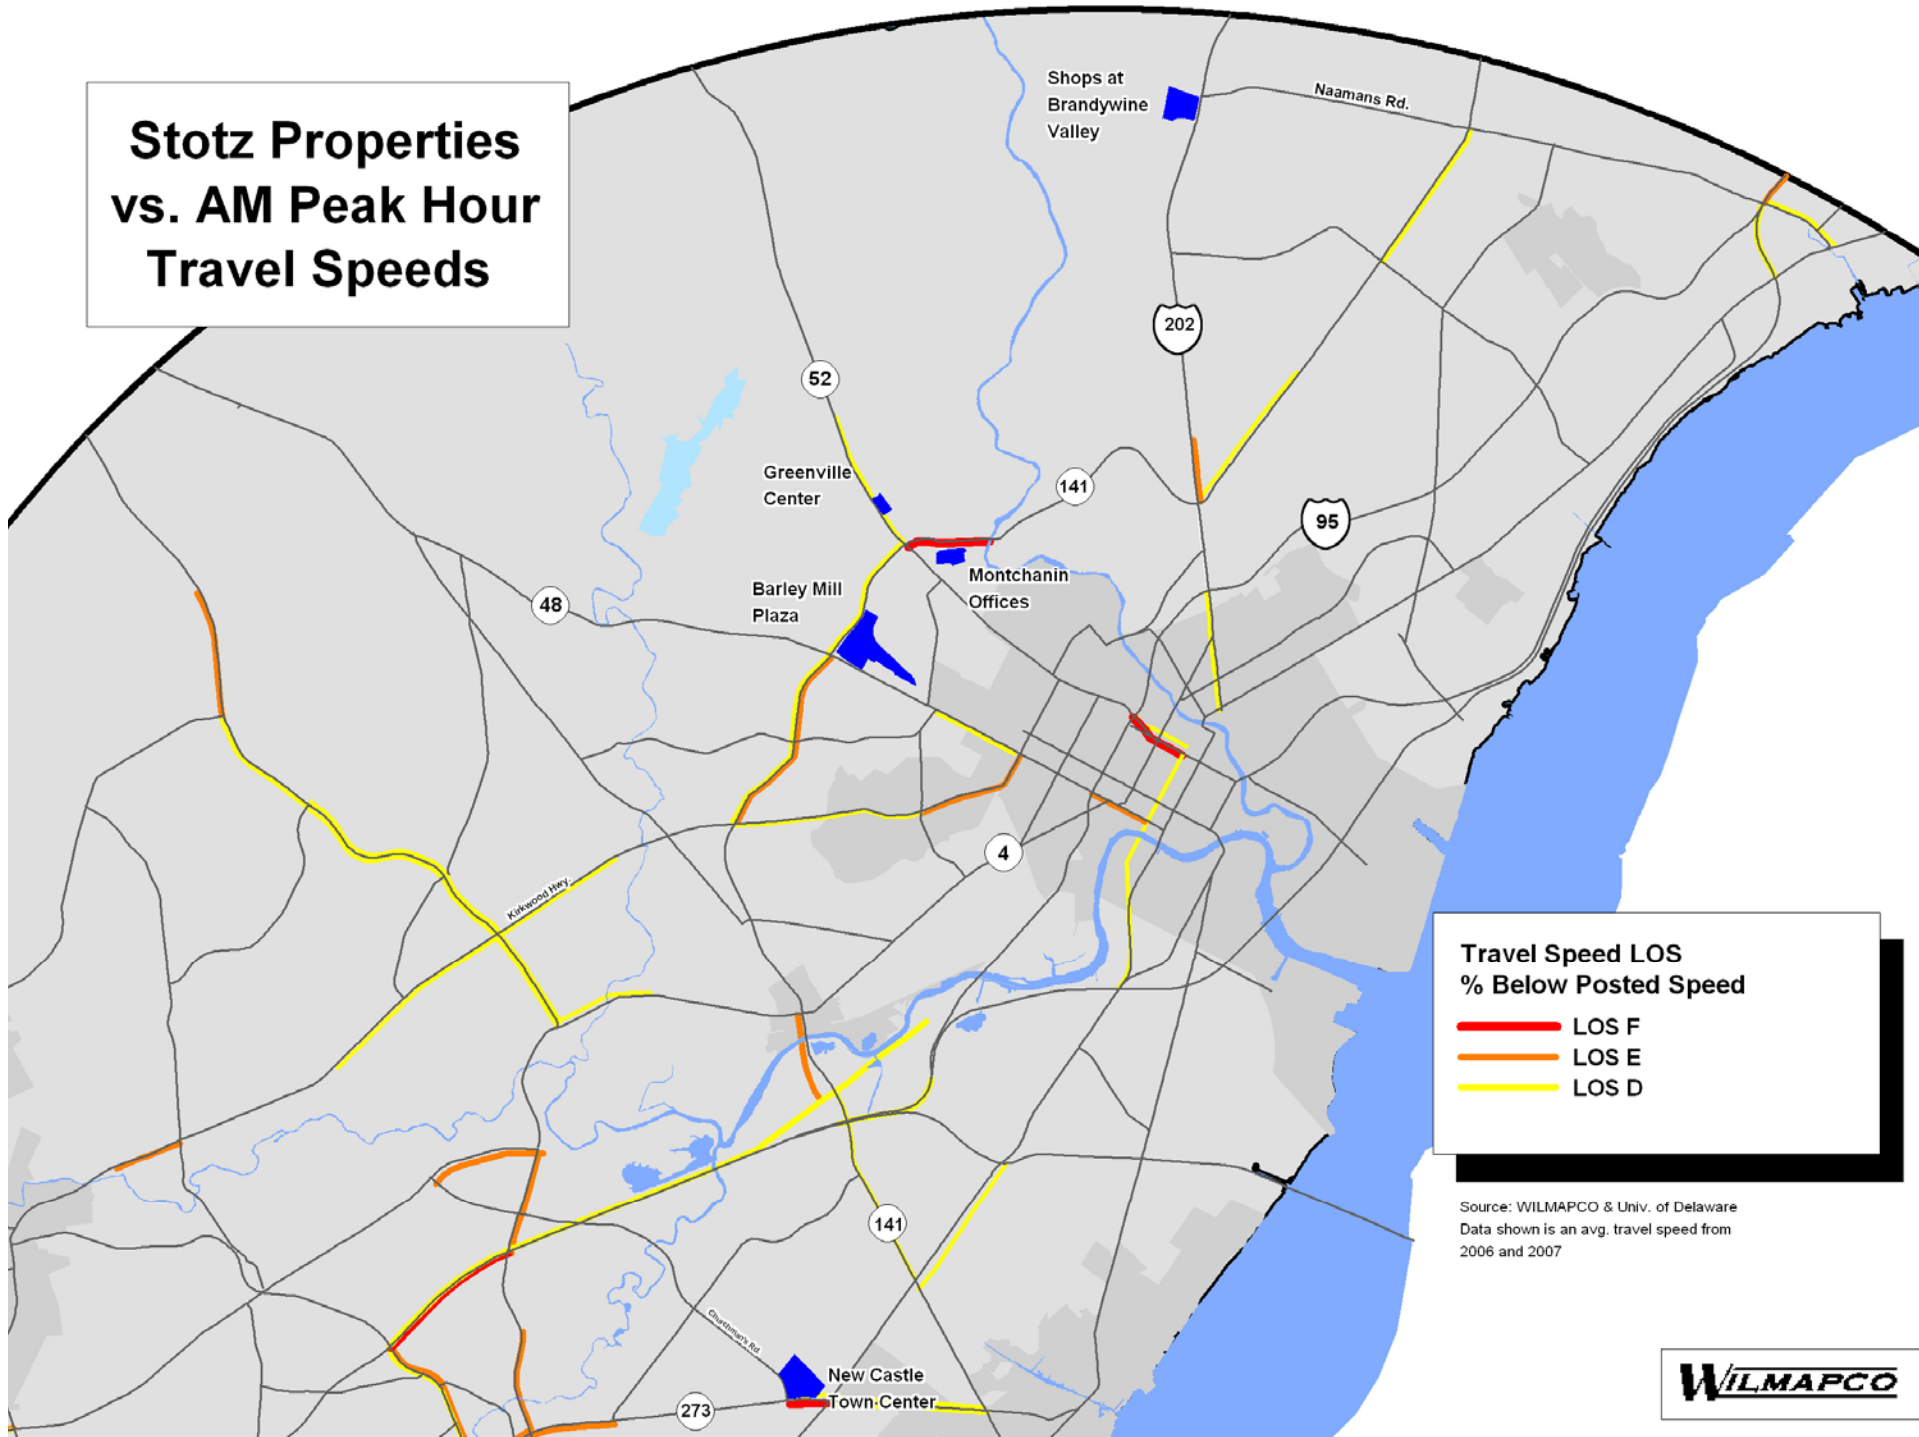 Stotz Properties
vs. AM Peak Hour
Travel Speeds
Shops at
Brandywine
Valley
Naamans Rd.
202
52
Greenville
Center
141
95
Montchanin
Offices
Barley Mill
Plaza
48
4
Kirkwood Hwy.
Travel Speed LOS
% Below Posted Speed
LOS F
LOS E
LOS D
Source: WILMAPCO & Univ. of Delaware
Data shown is an avg. travel speed from
2006 and 2007
141
Churchman's Rd.
New Castle
Town Center
273
WILMAPCO